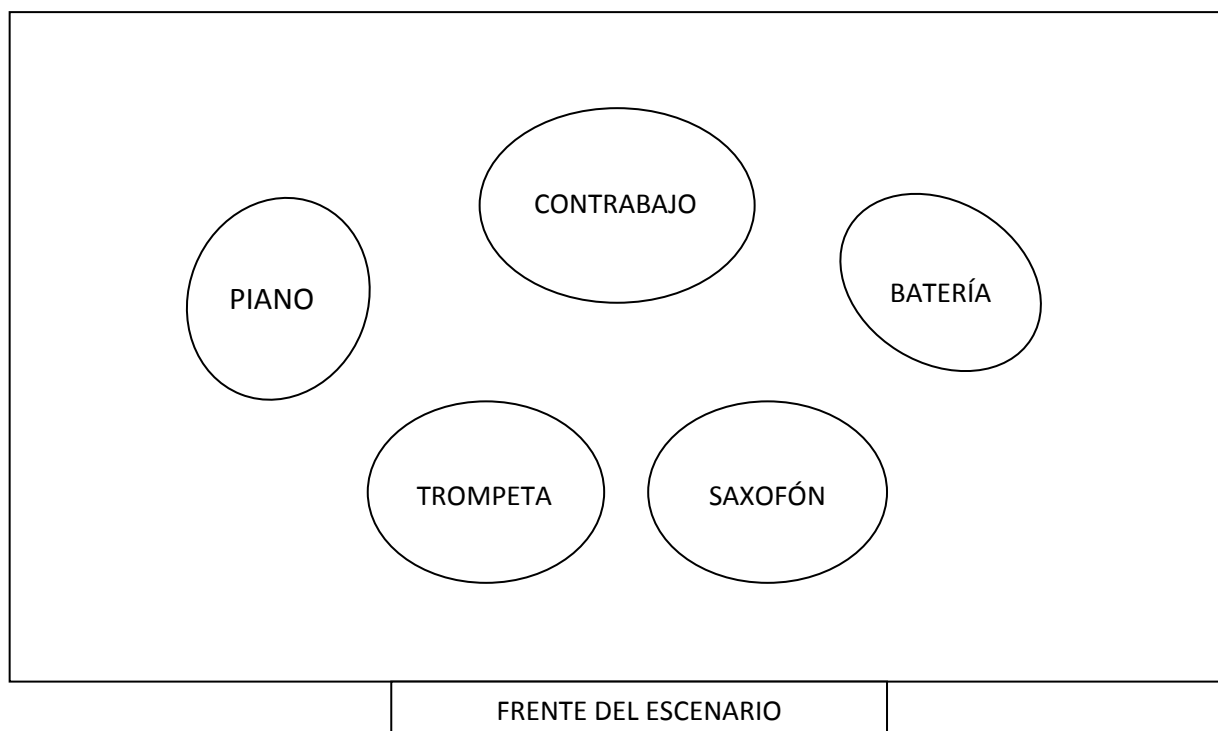 CONTRABAJO
PIANO
BATERÍA
TROMPETA
SAXOFÓN
FRENTE DEL ESCENARIO